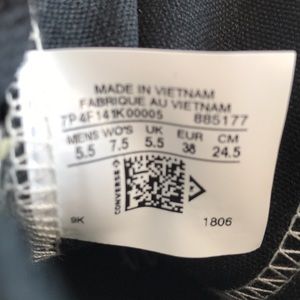 MADE IN VIETNAM
FABRIQUE AU VIETNAM
7P4F141K00005 885177
MENS WO'S UK EUR CM
5.5 7.5 5.5 38 24.5
CONVERSE
9K 1806